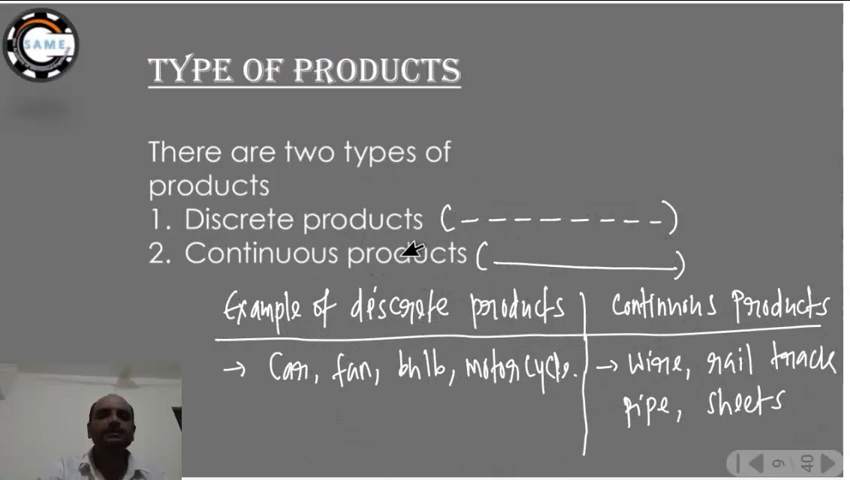 SAME
TYPE OF PRODUCTS
There are two types of
products
1. Discrete products (--------)
2. Continuous products (______)
Example of discrete products
Continuous Products
→ Car, fan, bulb, motorcycle.
→ Wire, rail track
pipe, sheets
9 / 40